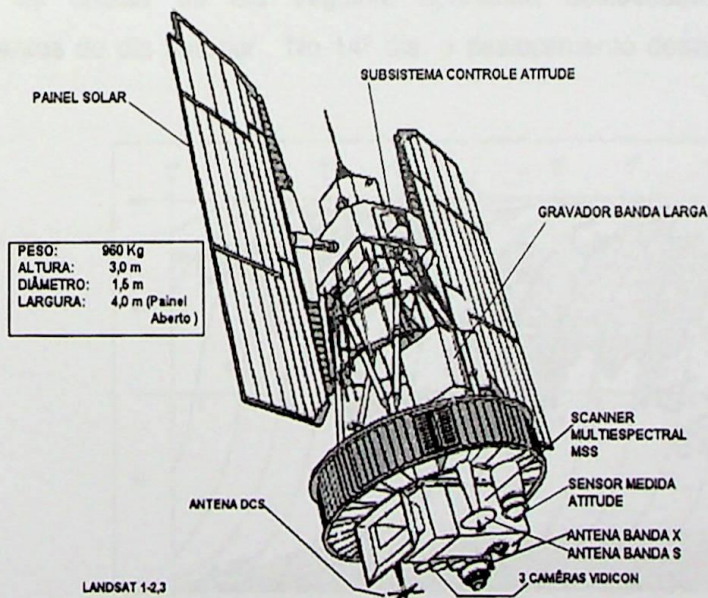 SUBSISTEMA CONTROLE ATITUDE
PAINEL SOLAR
GRAVADOR BANDA LARGA
PESO: 960 Kg
ALTURA: 3,0 m
DIÂMETRO: 1,5 m
LARGURA: 4,0 m (Painel
Aberto )
SCANNER
MULTIESPECTRAL
MSS
SENSOR MEDIDA
ATITUDE
ANTENA DCS
ANTENA BANDA X
ANTENA BANDA S
3 CAMÊRAS VIDICON
LANDSAT 1-2,3